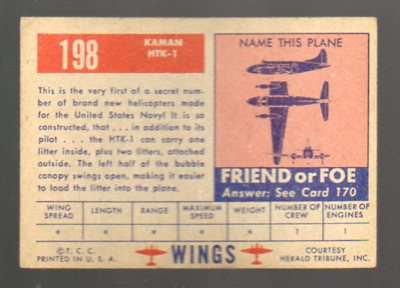 198
KAMAN
HTK-1
This is the very first of a secret num-
ber of brand new helicopters made
for the United States Navy! It is so
constructed, that . . . in addition to its
pilot . . . the HTK-1 can carry one
litter inside, plus two litters, attached
outside. The left half of the bubble
canopy swings open, making it easier
to load the litter into the plane.
NAME THIS PLANE
FRIEND or FOE
Answer: See Card 170
WING SPREAD LENGTH RANGE MAXIMUM SPEED WEIGHT NUMBER OF CREW NUMBER OF ENGINES
* * * * * 1 1
© T. C. C.
PRINTED IN U. S. A.
WINGS
COURTESY
HERALD TRIBUNE, INC.